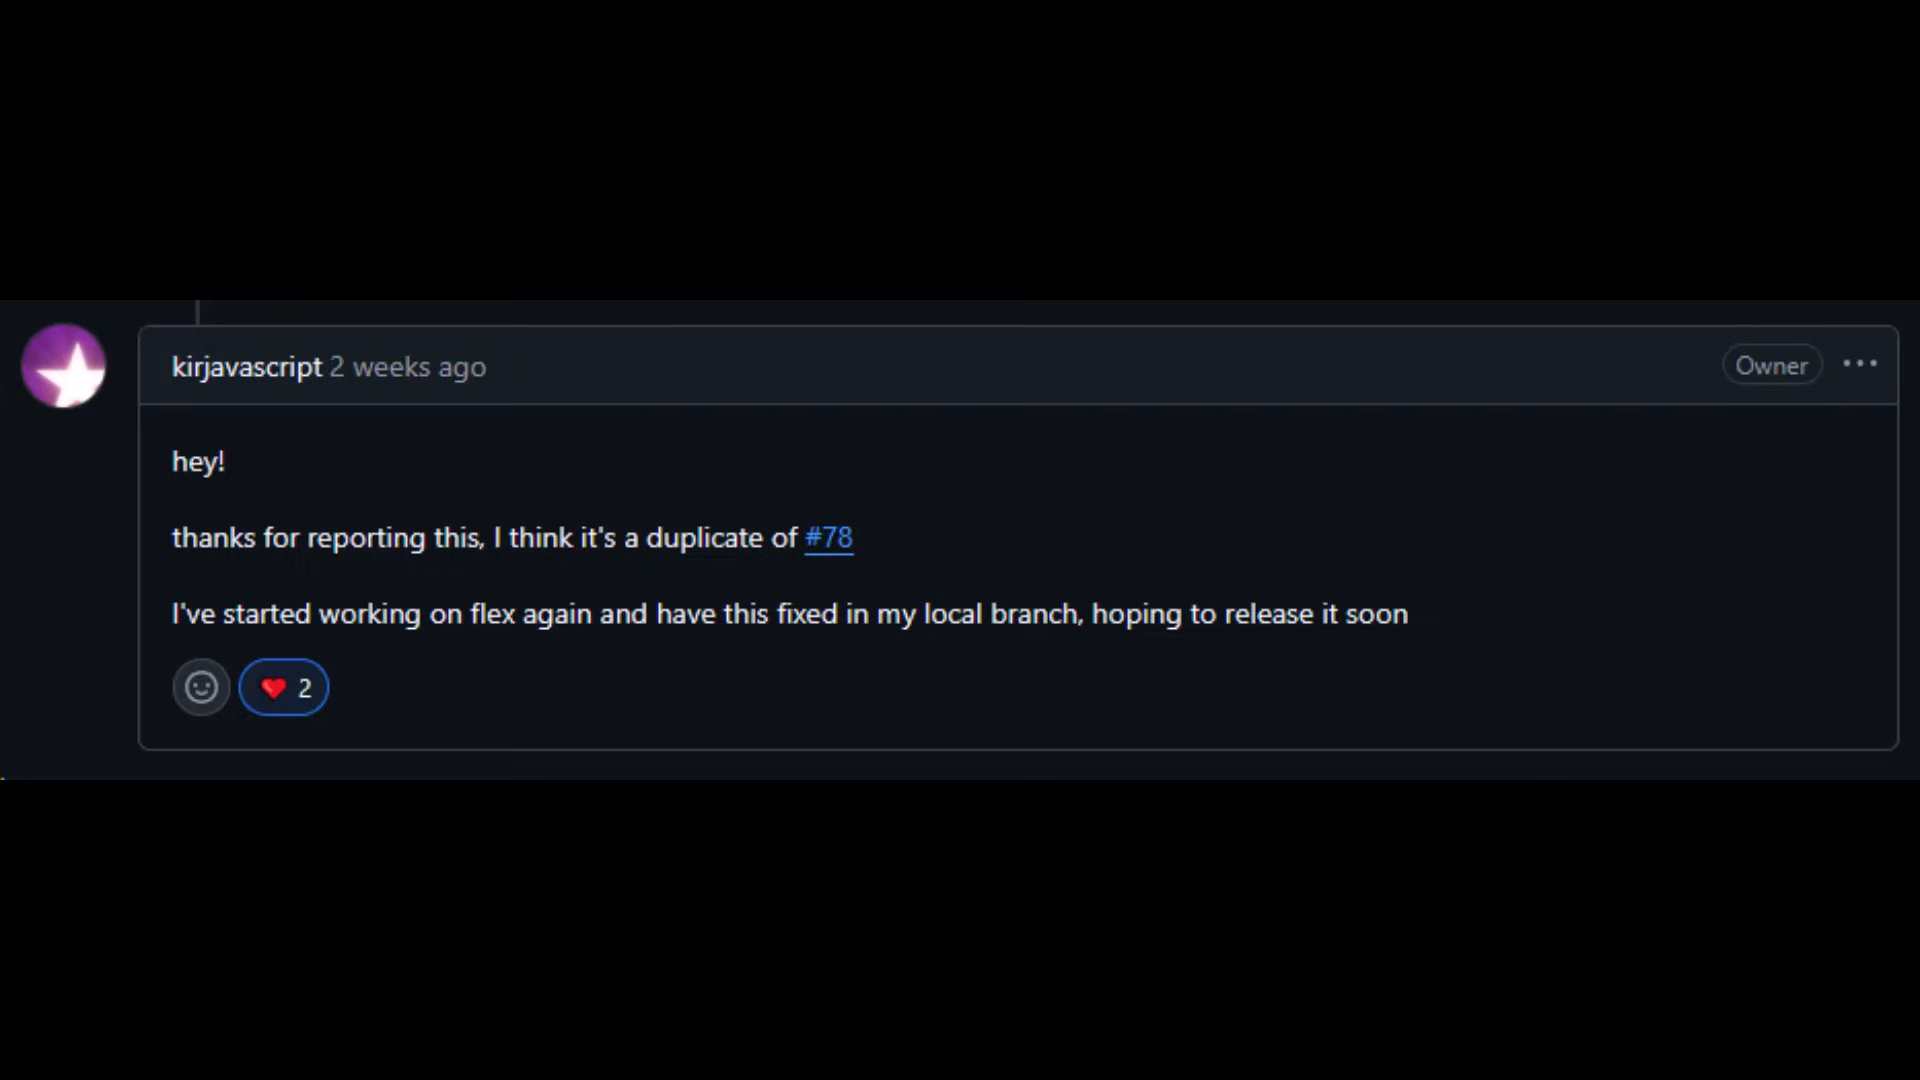 kirjavascript 2 weeks ago
Owner
hey!
thanks for reporting this, I think it's a duplicate of #78
I've started working on flex again and have this fixed in my local branch, hoping to release it soon
2